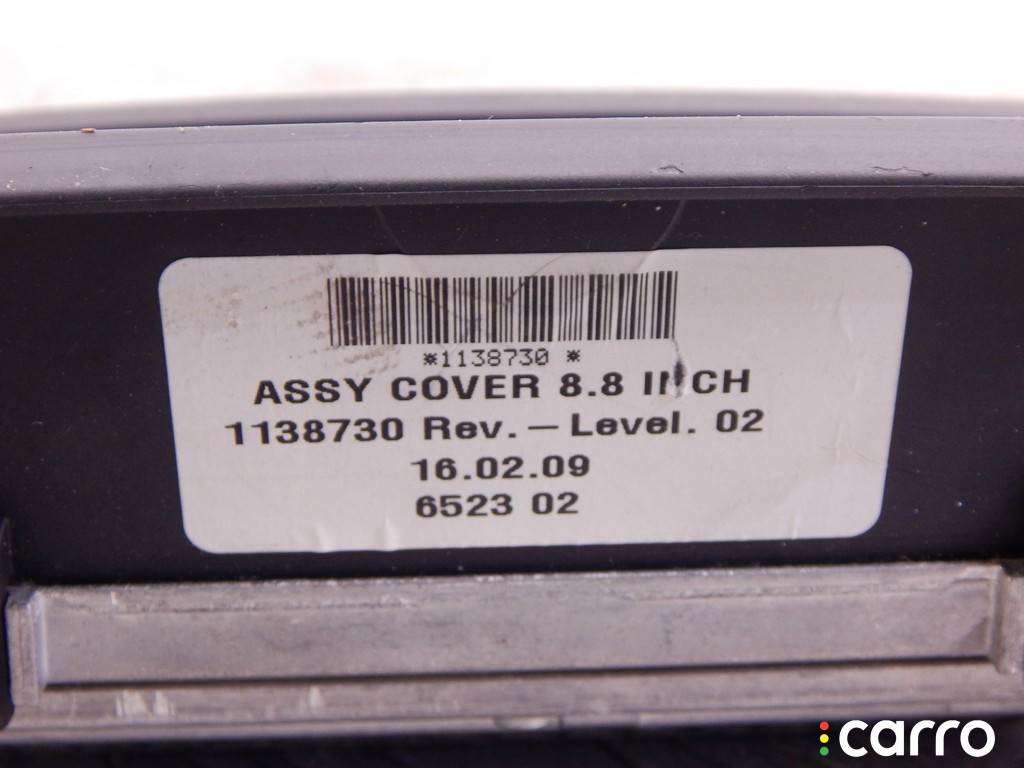 *1138730 *
ASSY COVER 8.8 INCH
1138730 Rev. – Level. 02
16.02.09
6523 02
carro